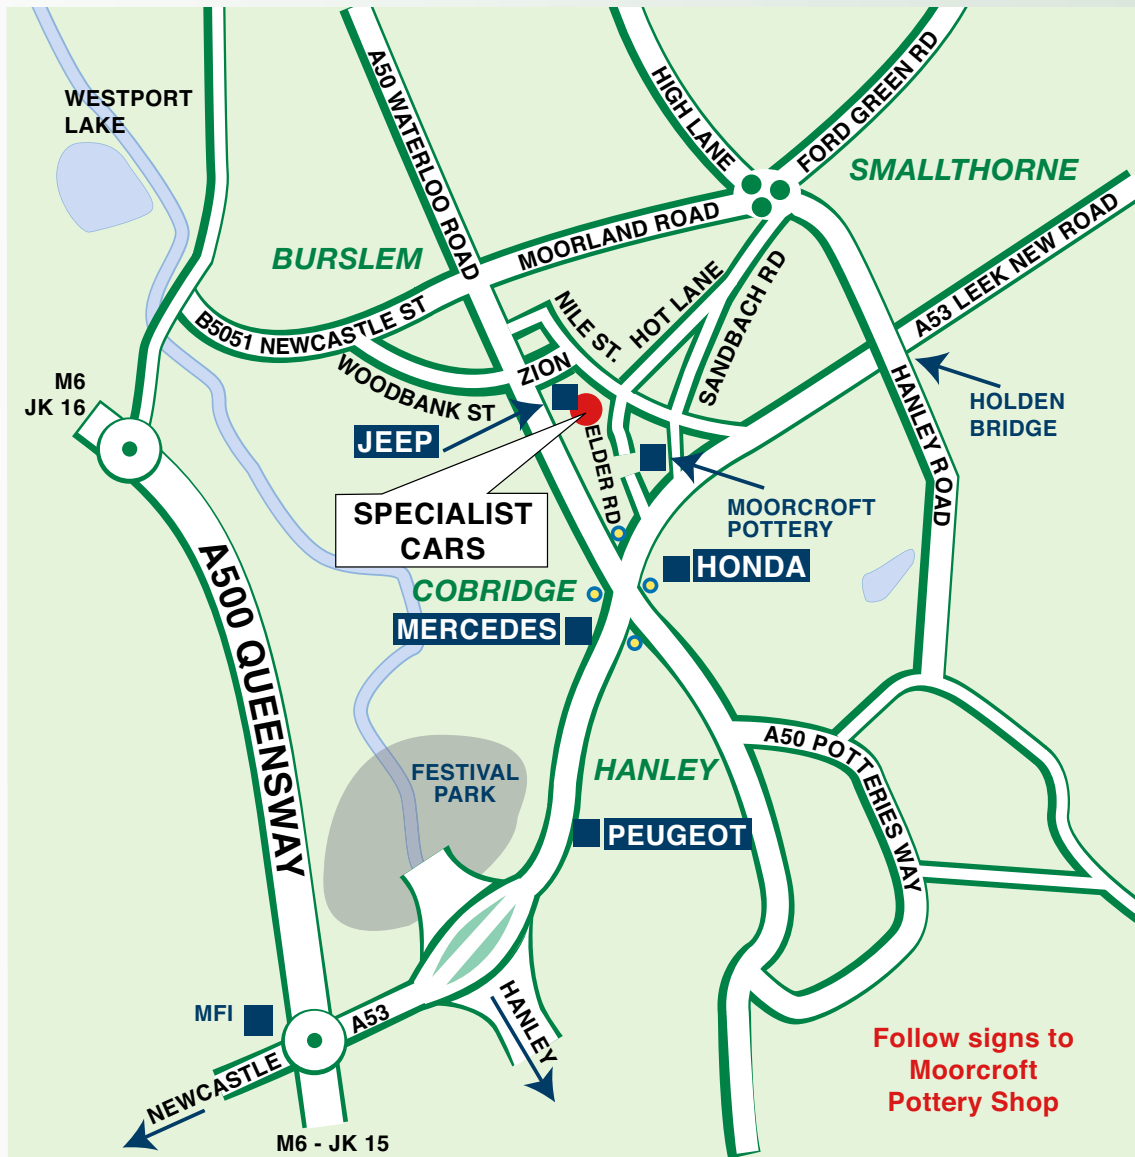 WESTPORT
LAKE
A50 WATERLOO ROAD
HIGH LANE
FORD GREEN RD
SMALLTHORNE
BURSLEM
MOORLAND ROAD
A53 LEEK NEW ROAD
B5051 NEWCASTLE ST
NILE ST.
HOT LANE
SANDBACH RD
WOODBANK ST
ZION
M6
JK 16
HOLDEN
BRIDGE
HANLEY ROAD
JEEP
ELDER RD
SPECIALIST
CARS
MOORCROFT
POTTERY
HONDA
COBRIDGE
MERCEDES
A500 QUEENSWAY
FESTIVAL
PARK
HANLEY
A50 POTTERIES WAY
PEUGEOT
MFI
A53
HANLEY
NEWCASTLE
M6 - JK 15
Follow signs to
Moorcroft
Pottery Shop